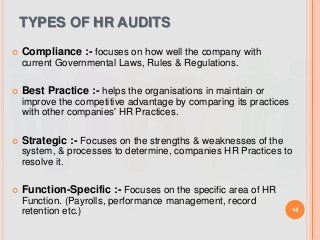 TYPES OF HR AUDITS
Compliance :- focuses on how well the company with
current Governmental Laws, Rules & Regulations.
Best Practice :- helps the organisations in maintain or
improve the competitive advantage by comparing its practices
with other companies' HR Practices.
Strategic :- Focuses on the strengths & weaknesses of the
system, & processes to determine, companies HR Practices to
resolve it.
Function-Specific :- Focuses on the specific area of HR
Function. (Payrolls, performance management, record
retention etc.)
14